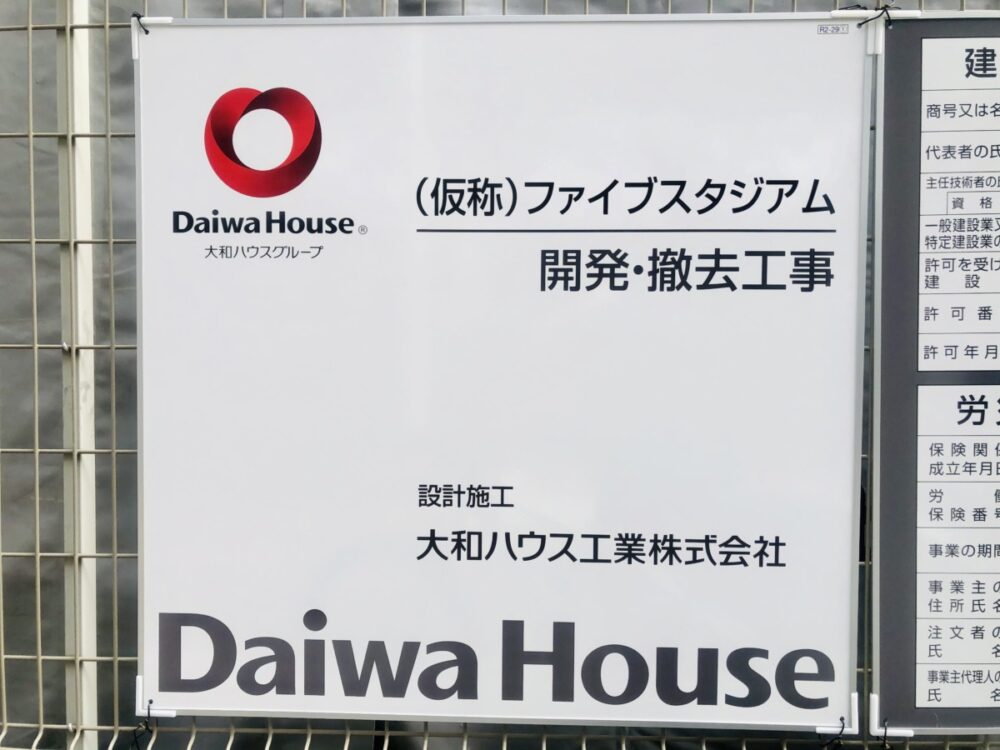 R2-29①
Daiwa House®
大和ハウスグループ
(仮称)ファイブスタジアム
開発・撤去工事
設計施工
大和ハウス工業株式会社
Daiwa House
建
商号又は名
代表者の氏
主任技術者の
資格
一般建設業又
特定建設業の
許可を受け
建設
許可番
許可年月
労
保険関係
成立年月日
労
保険番号
事業の期間
事業主の
住所氏名
注文者の
氏名
事業主代理人の
氏名